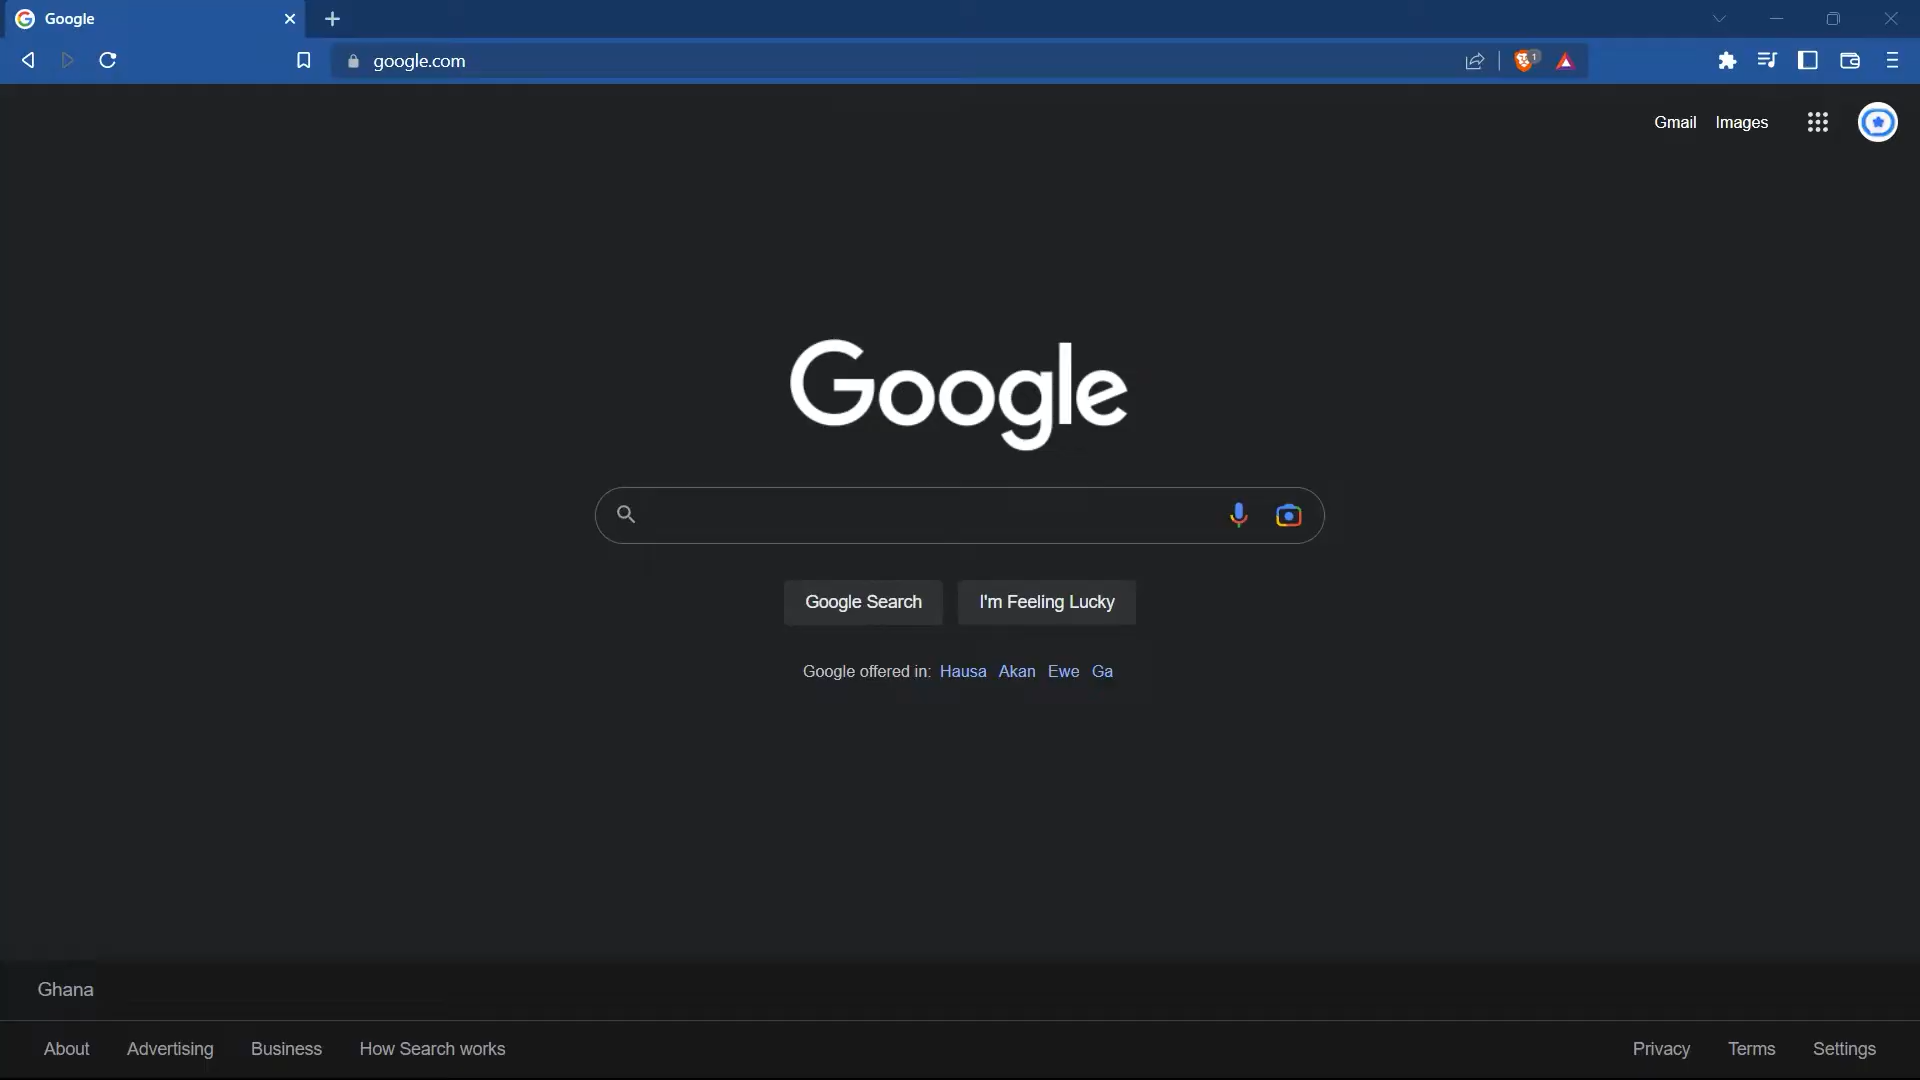 Google
google.com
1
Gmail Images
Google
Google Search I'm Feeling Lucky
Google offered in: Hausa Akan Ewe Ga
Ghana
About Advertising Business How Search works Privacy Terms Settings